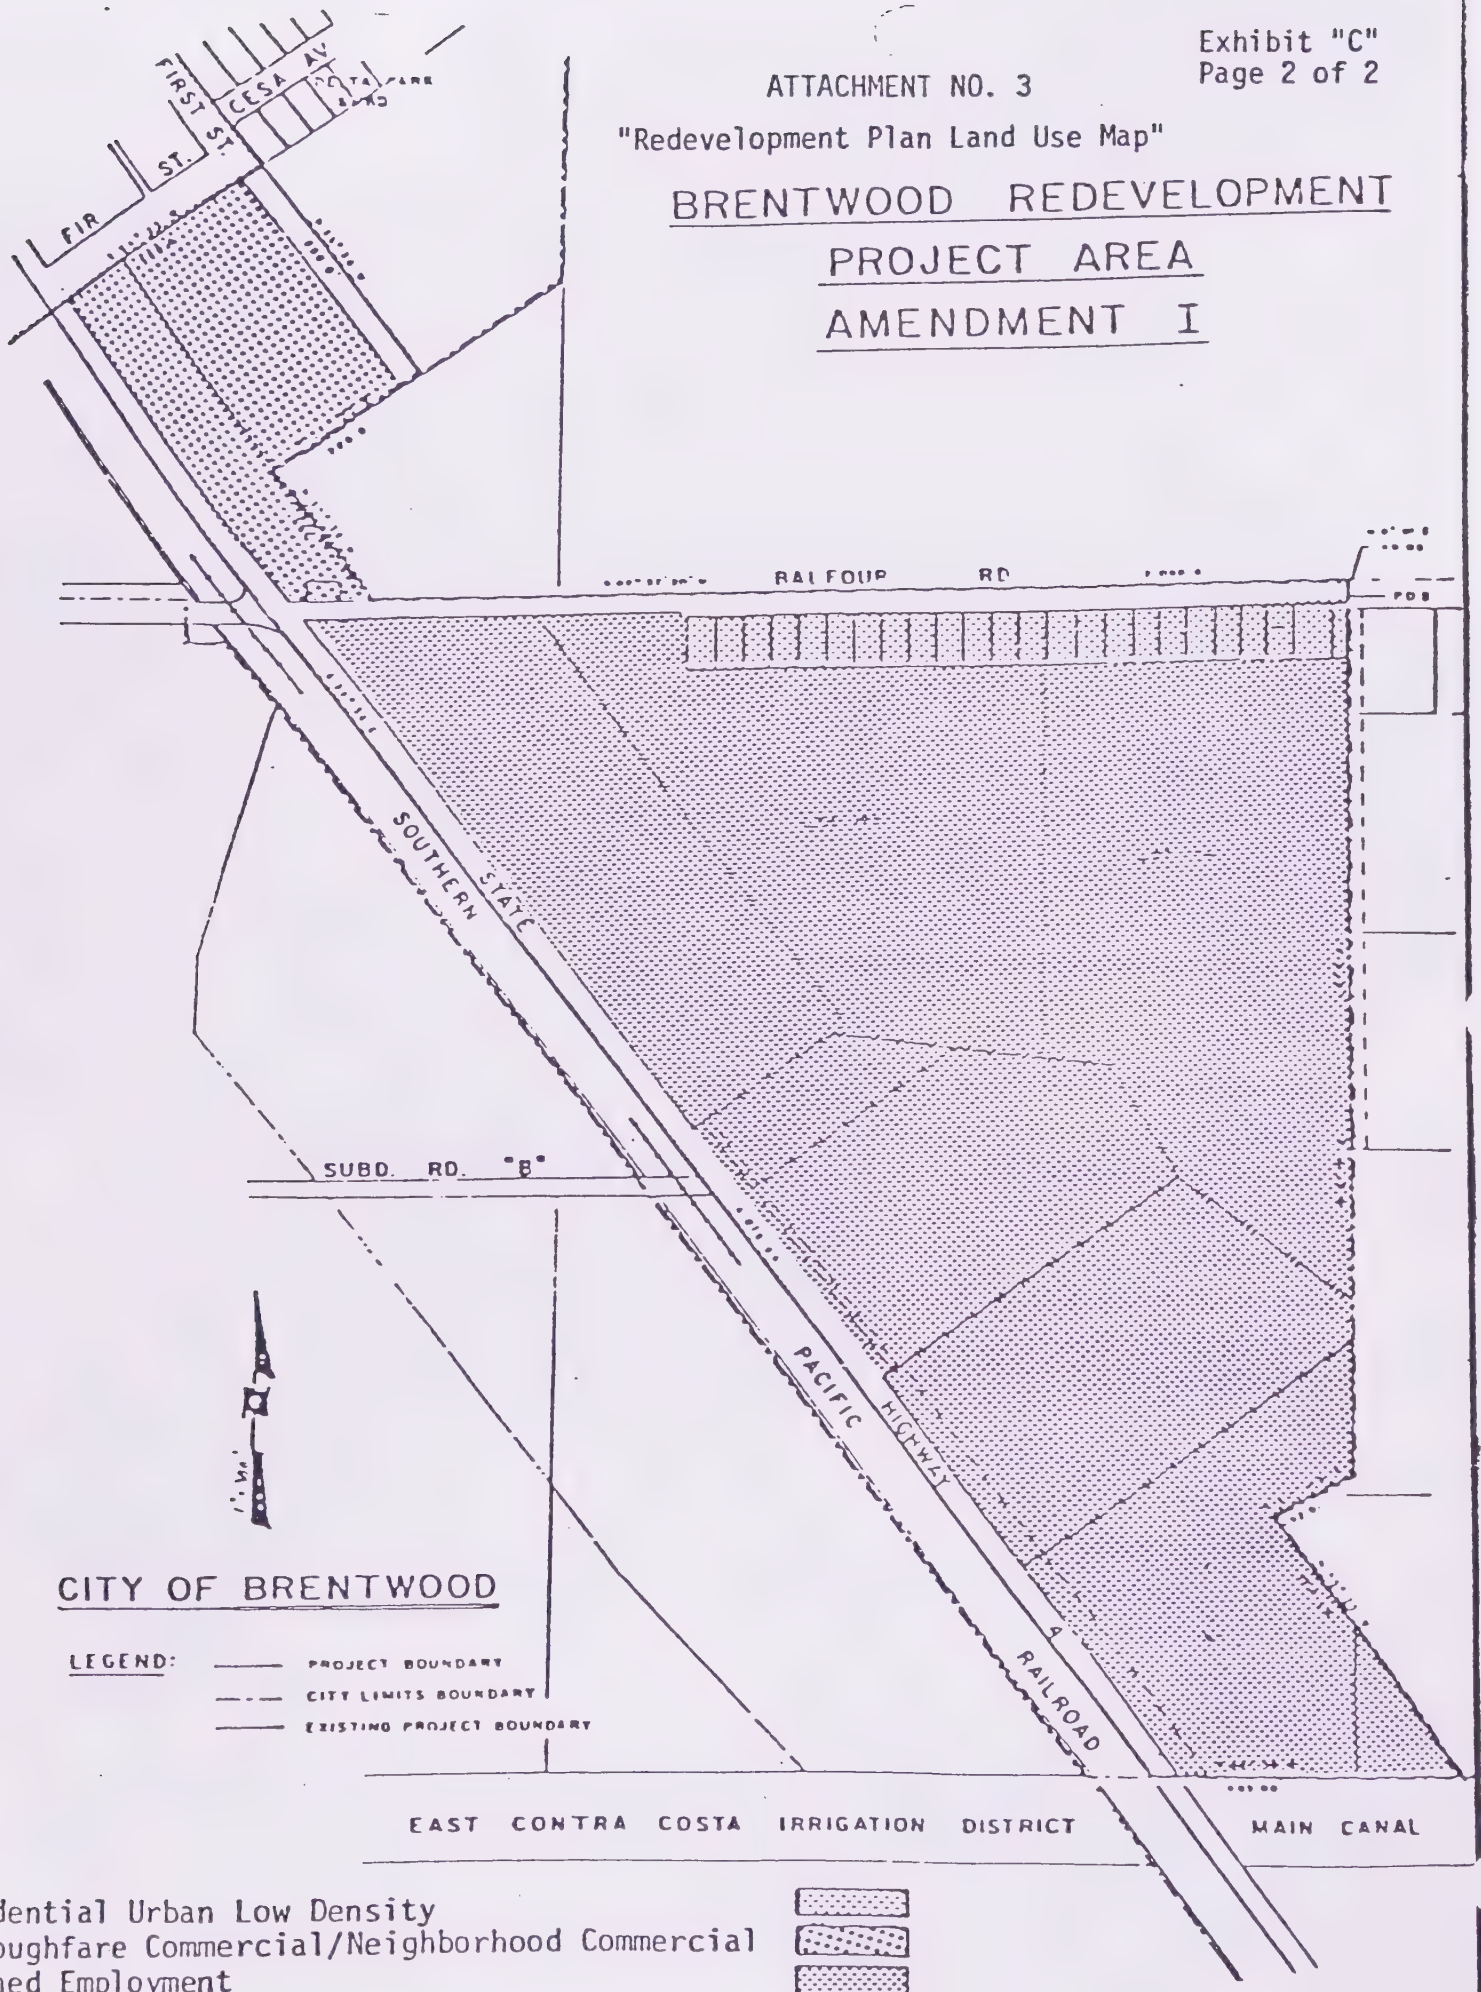 Exhibit "C"
Page 2 of 2
ATTACHMENT NO. 3
"Redevelopment Plan Land Use Map"
BRENTWOOD REDEVELOPMENT
PROJECT AREA
AMENDMENT I
FIRST ST.
CESA AV
FIR ST.
BALFOUR RD
SOUTHERN
STATE
SUBD. RD. "B"
PACIFIC
HIGHWAY
4
RAILROAD
CITY OF BRENTWOOD
LEGEND:
PROJECT BOUNDARY
CITY LIMITS BOUNDARY
EXISTING PROJECT BOUNDARY
EAST CONTRA COSTA IRRIGATION DISTRICT
MAIN CANAL
dential Urban Low Density
oughfare Commercial/Neighborhood Commercial
ned Employment